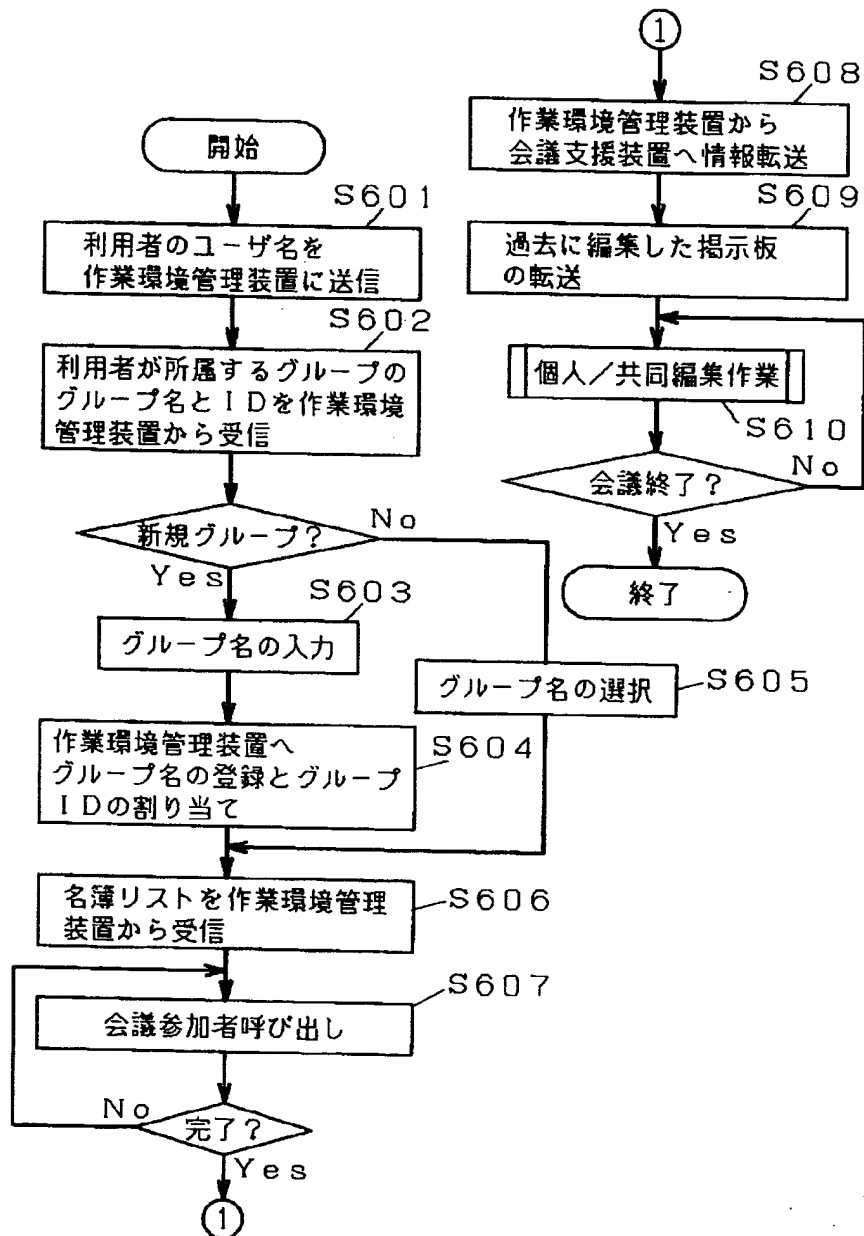 開始
S601
利用者のユーザ名を
作業環境管理装置に送信
S602
利用者が所属するグループの
グループ名とIDを作業環境
管理装置から受信
新規グループ?
No
Yes
S603
グループ名の入力
グループ名の選択
S605
S604
作業環境管理装置へ
グループ名の登録とグループ
IDの割り当て
名簿リストを作業環境管理
装置から受信
S606
S607
会議参加者呼び出し
完了?
No
Yes
1
1
S608
作業環境管理装置から
会議支援装置へ情報転送
S609
過去に編集した掲示板
の転送
個人/共同編集作業
S610
会議終了?
No
Yes
終了